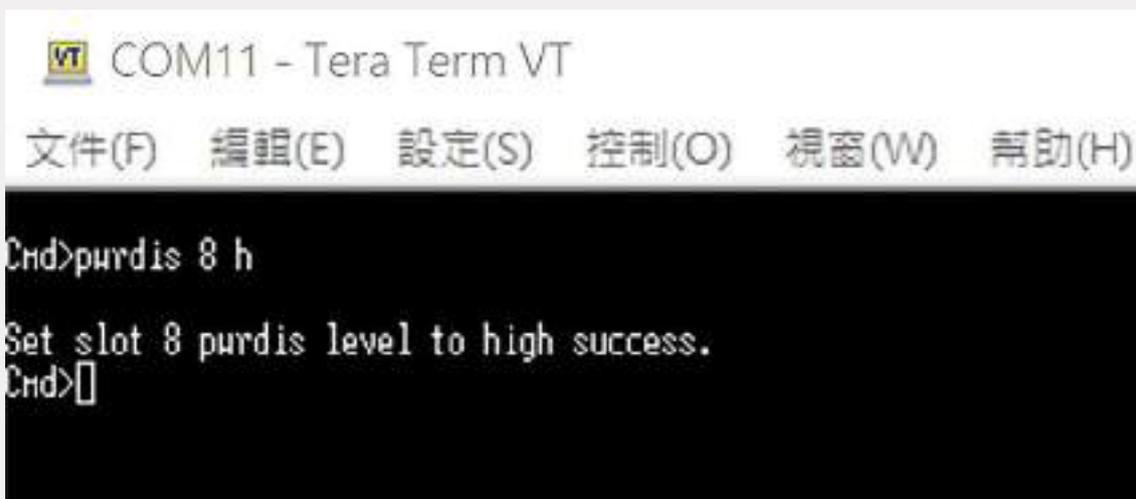 COM11 - Tera Term VT
文件(F) 編輯(E) 設定(S) 控制(O) 視窗(W) 幫助(H)
Cmd>pwrdis 8 h
Set slot 8 pwrdis level to high success.
Cmd>